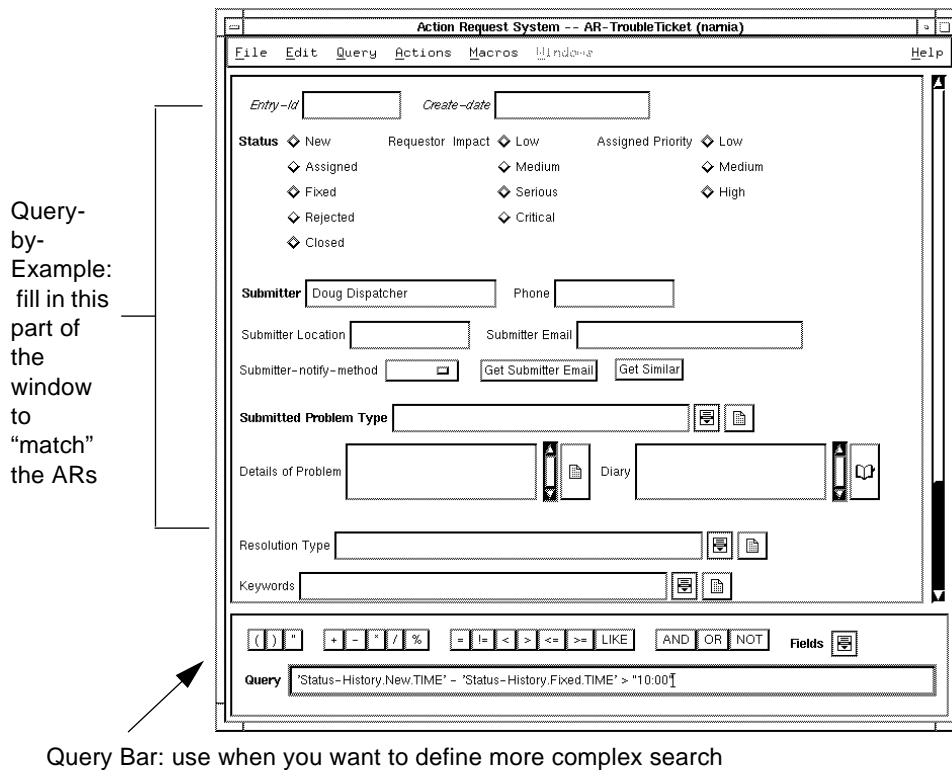 Action Request System -- AR-TroubleTicket (narnia)
File Edit Query Actions Macros Windows Help
Entry-Id Create-date
Status New Requestor Impact Low Assigned Priority Low
Assigned Medium Medium
Fixed Serious High
Rejected Critical
Closed
Query-
by-
Example:
fill in this
part of
the
window
to
“match”
the ARs
Submitter Doug Dispatcher Phone
Submitter Location Submitter Email
Submitter-notify-method Get Submitter Email Get Similar
Submitted Problem Type
Details of Problem Diary
Resolution Type
Keywords
( ) " + - * / % = != < > <= >= LIKE AND OR NOT Fields
Query 'Status-History.New.TIME' - 'Status-History.Fixed.TIME' > "10:00"
Query Bar: use when you want to define more complex search